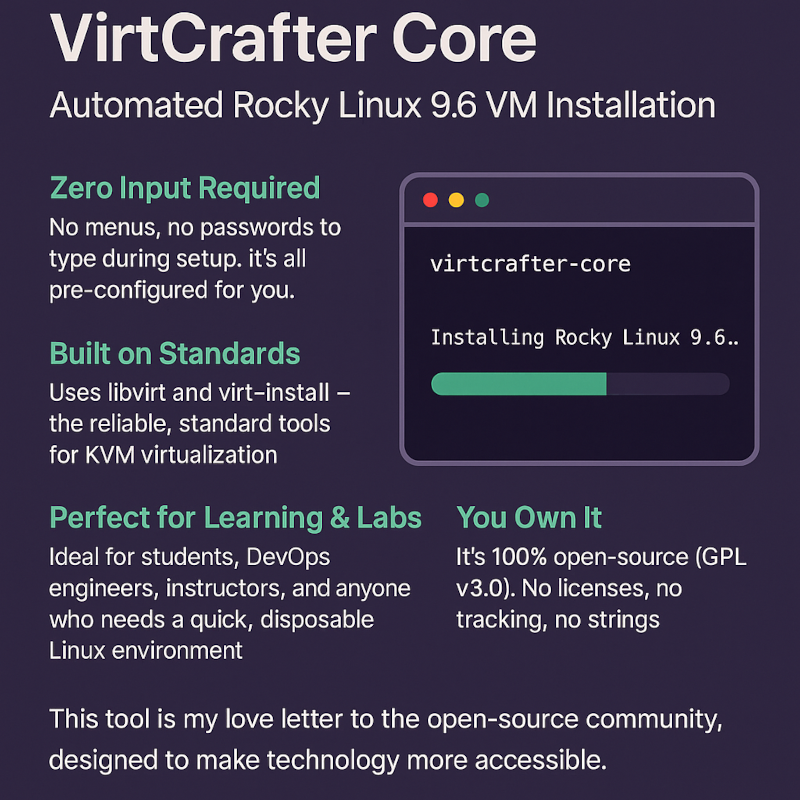 VirtCrafter Core
Automated Rocky Linux 9.6 VM Installation
Zero Input Required
No menus, no passwords to
type during setup. it's all
pre-configured for you.
virtcrafter-core
Installing Rocky Linux 9.6..
Built on Standards
Uses libvirt and virt-install –
the reliable, standard tools
for KVM virtualization
Perfect for Learning & Labs
Ideal for students, DevOps
engineers, instructors, and anyone
who needs a quick, disposable
Linux environment
You Own It
It's 100% open-source (GPL
v3.0). No licenses, no
tracking, no strings
This tool is my love letter to the open-source community,
designed to make technology more accessible.